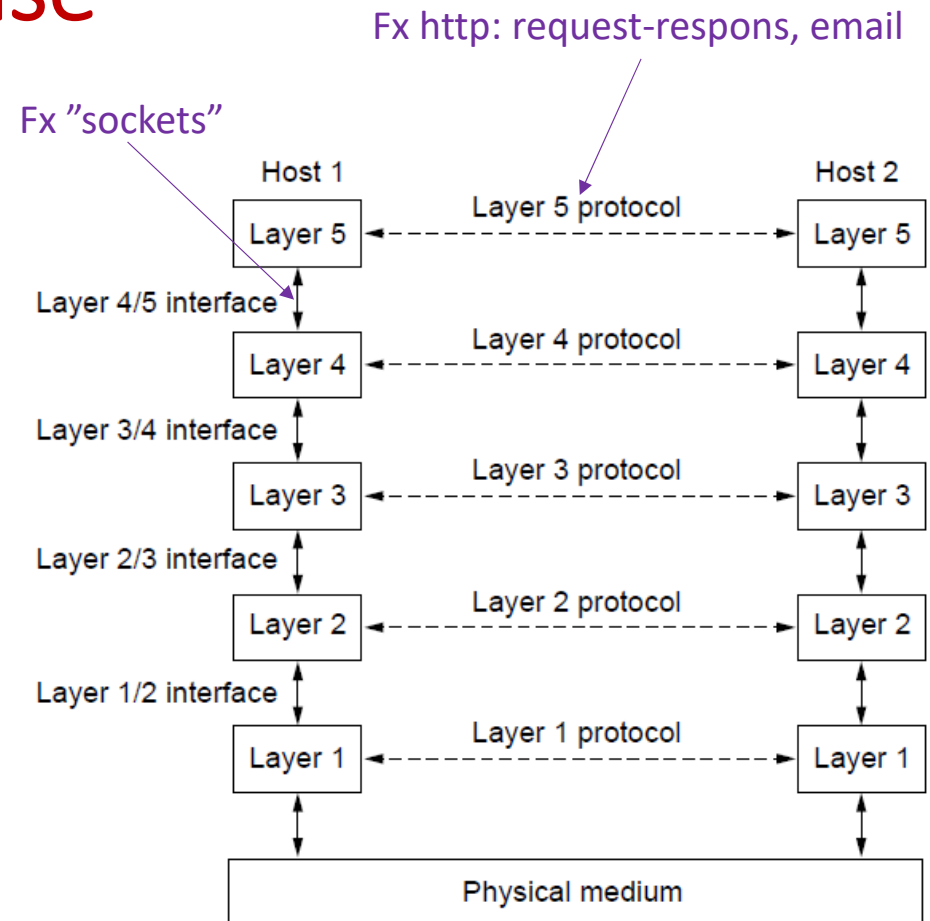 Fx http: request-respons, email
Fx ”sockets”
Host 1
Host 2
Layer 5 protocol
Layer 5
Layer 5
Layer 4/5 interface
Layer 4 protocol
Layer 4
Layer 4
Layer 3/4 interface
Layer 3 protocol
Layer 3
Layer 3
Layer 2/3 interface
Layer 2 protocol
Layer 2
Layer 2
Layer 1/2 interface
Layer 1 protocol
Layer 1
Layer 1
Physical medium